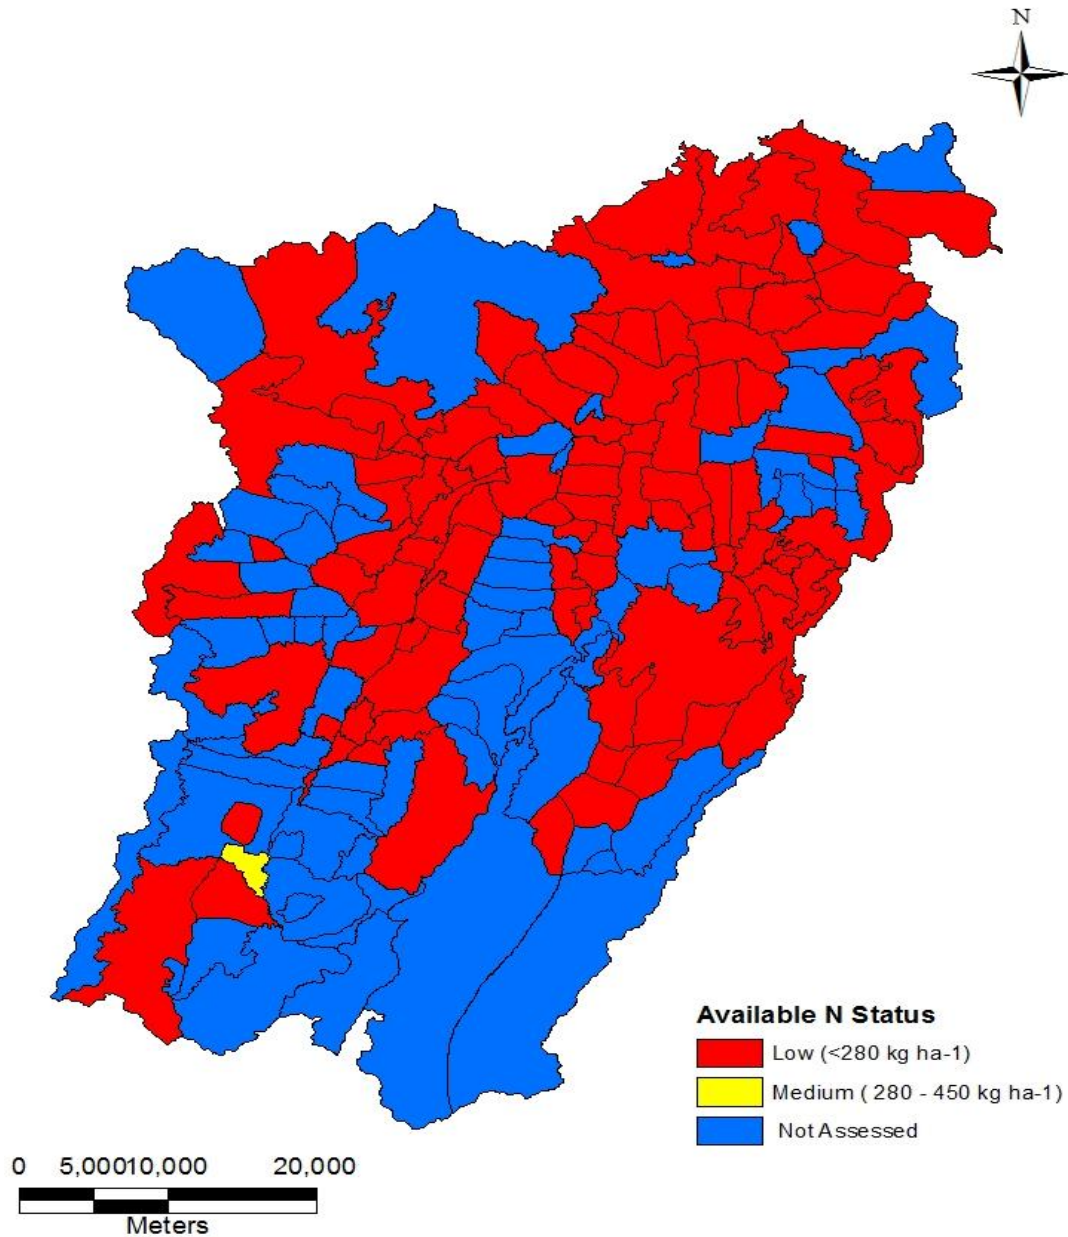 N
Available N Status
Low (<280 kg ha-1)
Medium ( 280 - 450 kg ha-1)
Not Assessed
0 5,00010,000 20,000
Meters